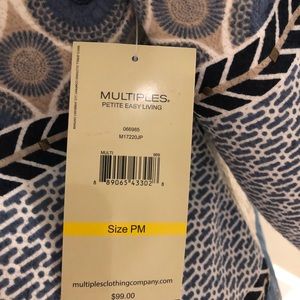 MULTIPLES®
PETITE EASY LIVING
066985
M17220JP
MULTI
8 89065 43302 8
Size PM
multiplesclothingcompany.com
$99.00